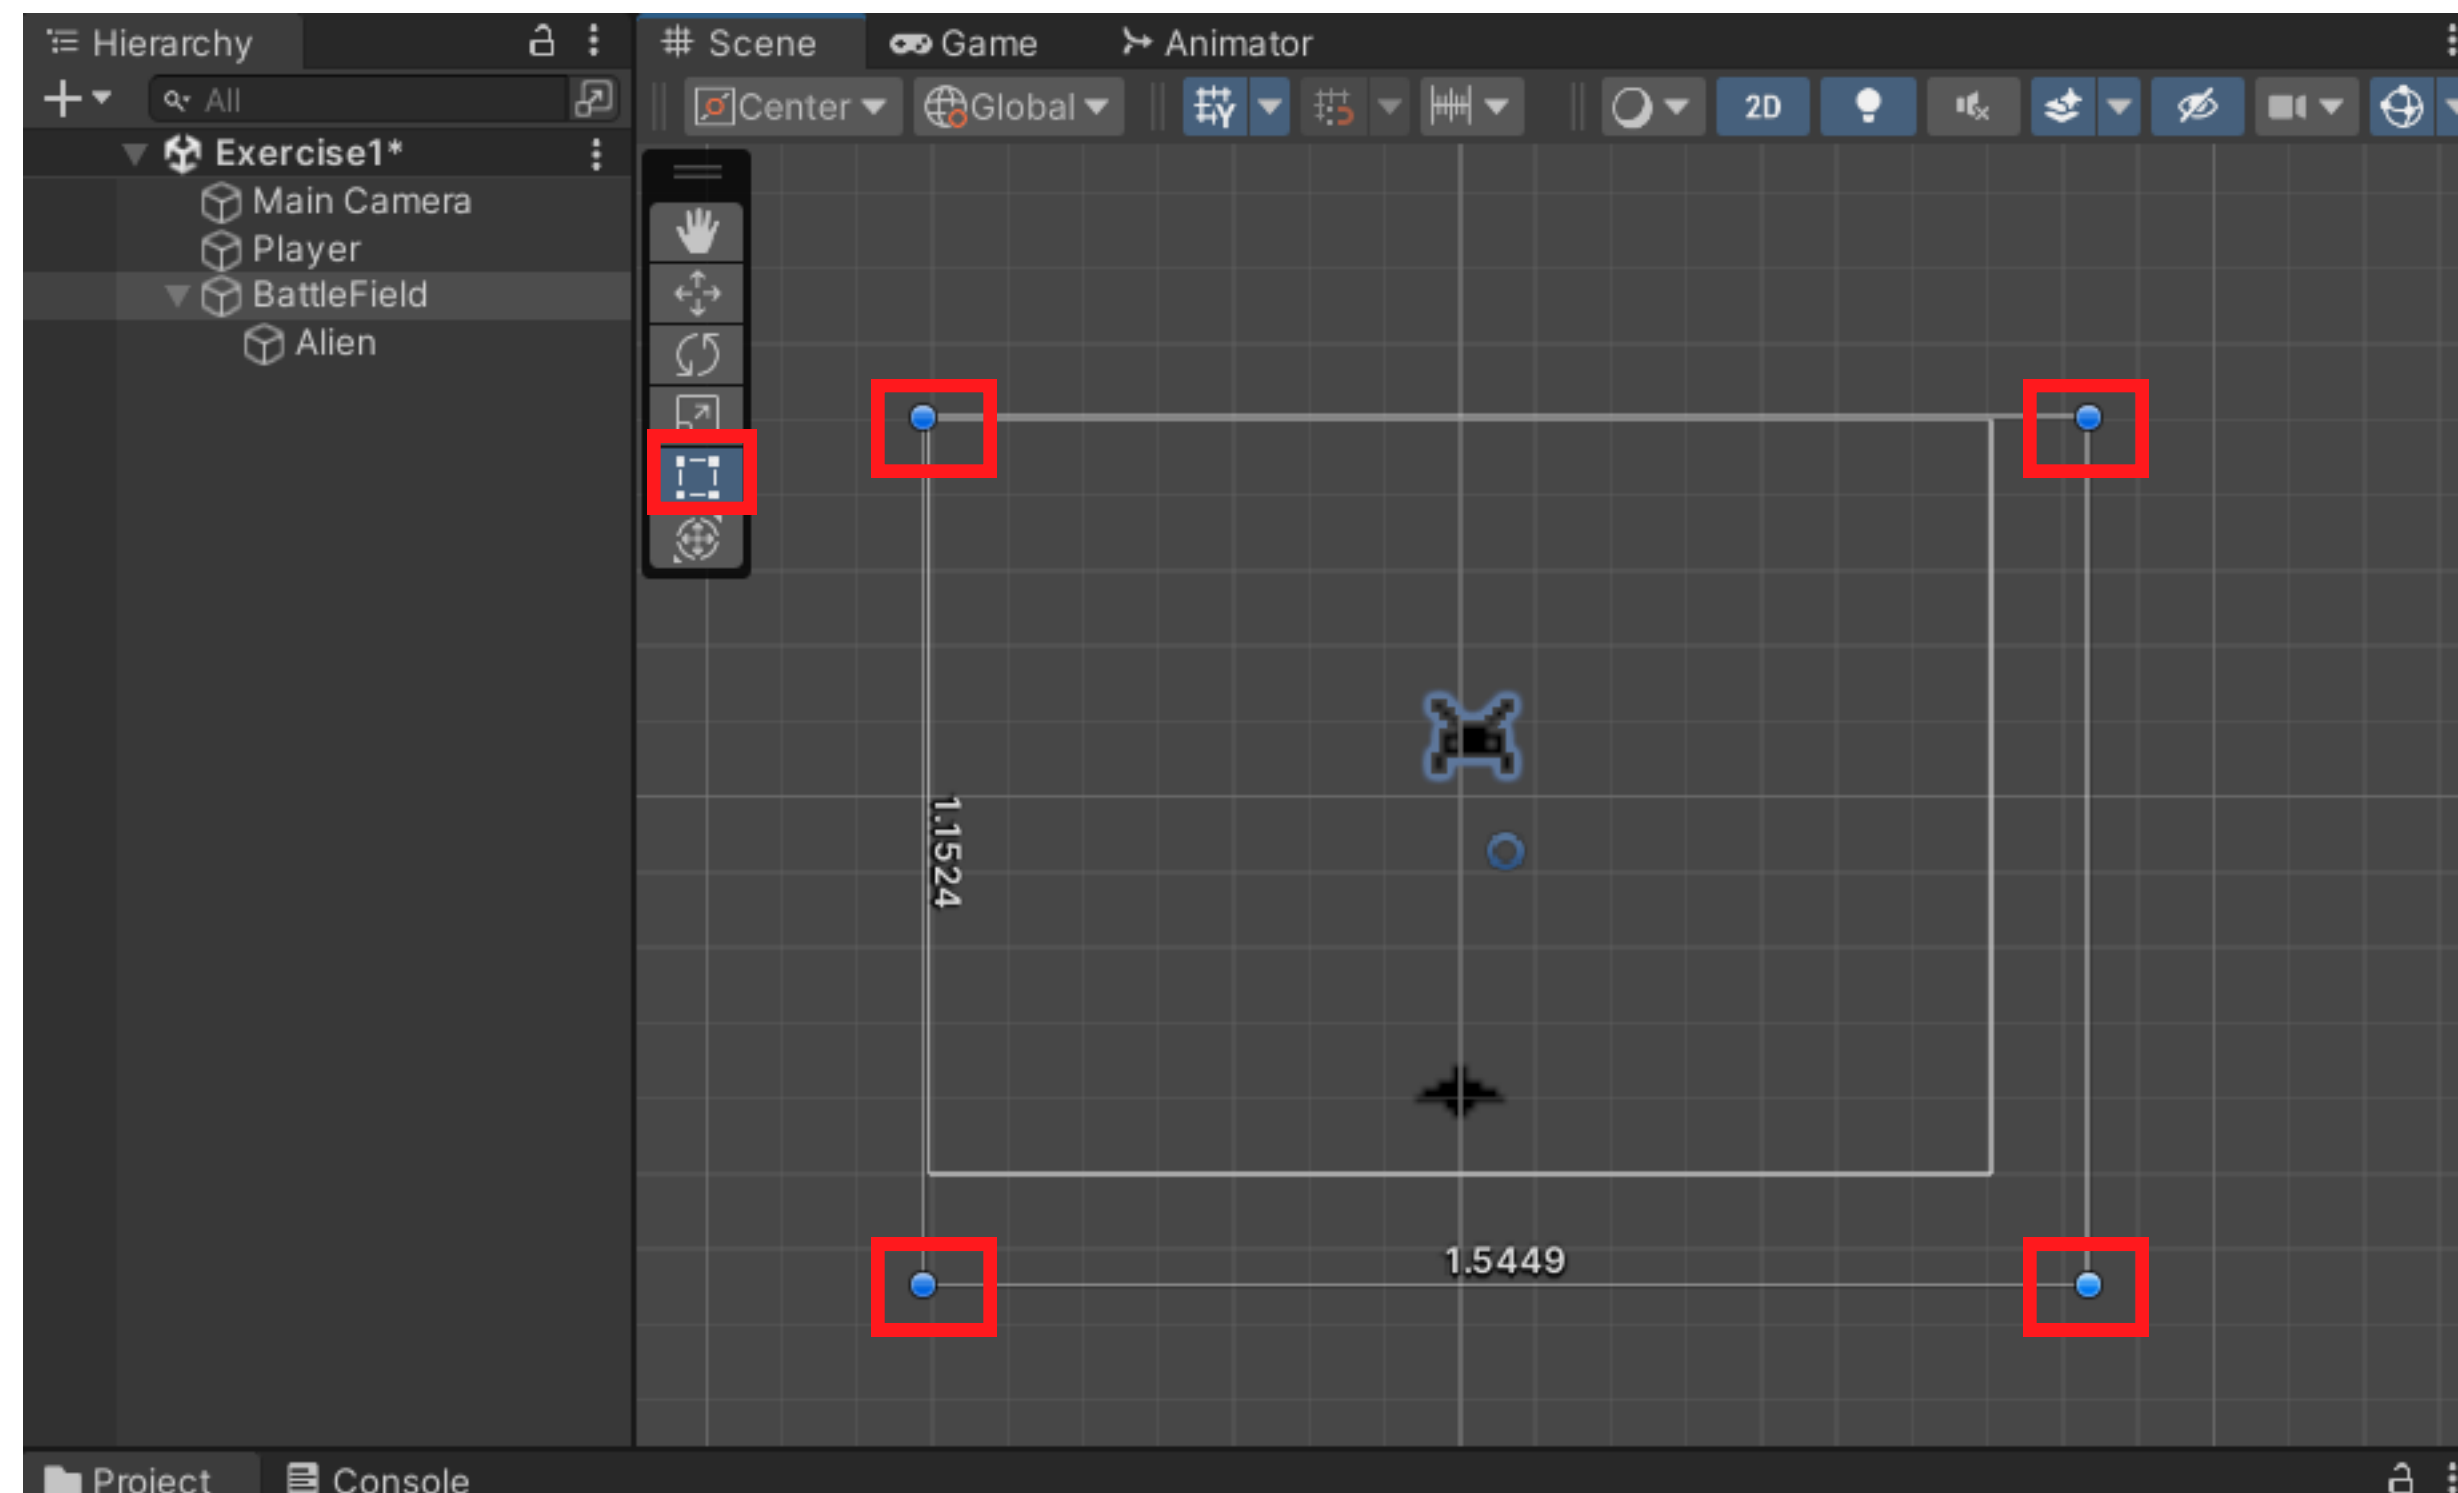 Hierarchy
Scene
Game
Animator
All
Center
Global
2D
Exercise1*
Main Camera
Player
BattleField
Alien
1.1524
1.5449
Project
Console